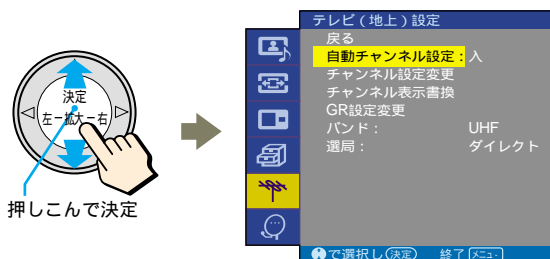 決定
左－拡大－右
押しこんで決定
テレビ（地上）設定
戻る
自動チャンネル設定：入
チャンネル設定変更
チャンネル表示書換
GR設定変更
バンド： UHF
選局： ダイレクト
で選択し 決定 終了 メニュー